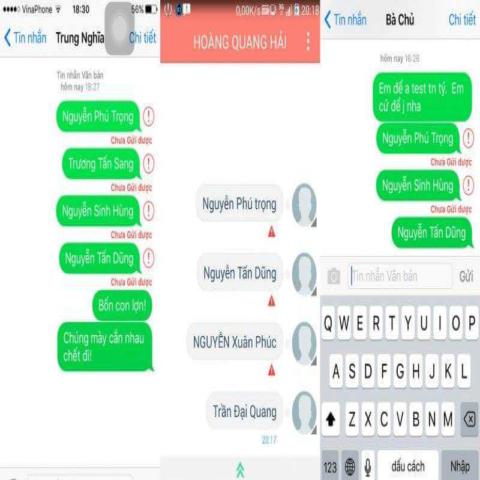 VinaPhone 18:30 56%
Tin nhắn Trung Nghĩa Chi tiết
Tin nhắn Văn bản
hôm nay 18:27
Nguyễn Phú Trọng
Chưa Gửi được
Trương Tấn Sang
Chưa Gửi được
Nguyễn Sinh Hùng
Chưa Gửi được
Nguyễn Tấn Dũng
Chưa Gửi được
Bốn con lợn!
Chúng mày cắn nhau
chết đi!
0,00K/s 20:18
HOÀNG QUANG HẢI
Nguyễn Phú trọng
Nguyễn Tấn Dũng
NGUYỄN Xuân Phúc
Trần Đại Quang
20:17
Tin nhắn Bà Chủ Chi tiết
hôm nay 16:28
Em để a test tn tý. Em
cứ để j nha
Nguyễn Phú Trọng
Chưa Gửi được
Nguyễn Sinh Hùng
Chưa Gửi được
Nguyễn Tấn Dũng
Tin nhắn Văn bản Gửi
Q W E R T Y U I O P
A S D F G H J K L
Z X C V B N M
123 dấu cách Nhập